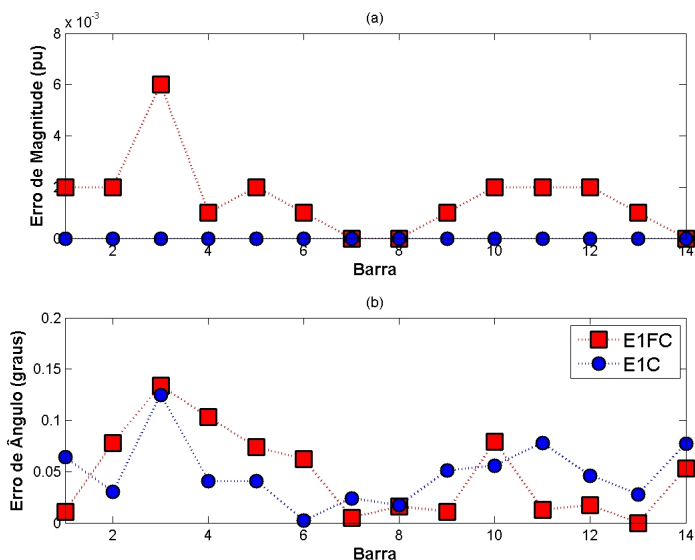 (a)
x 10⁻³
8
6
4
2
0
Erro de Magnitude (pu)
2
4
6
8
10
12
14
Barra
(b)
0.2
0.15
0.1
0.05
0
Erro de Ângulo (graus)
E1FC
E1C
2
4
6
8
10
12
14
Barra